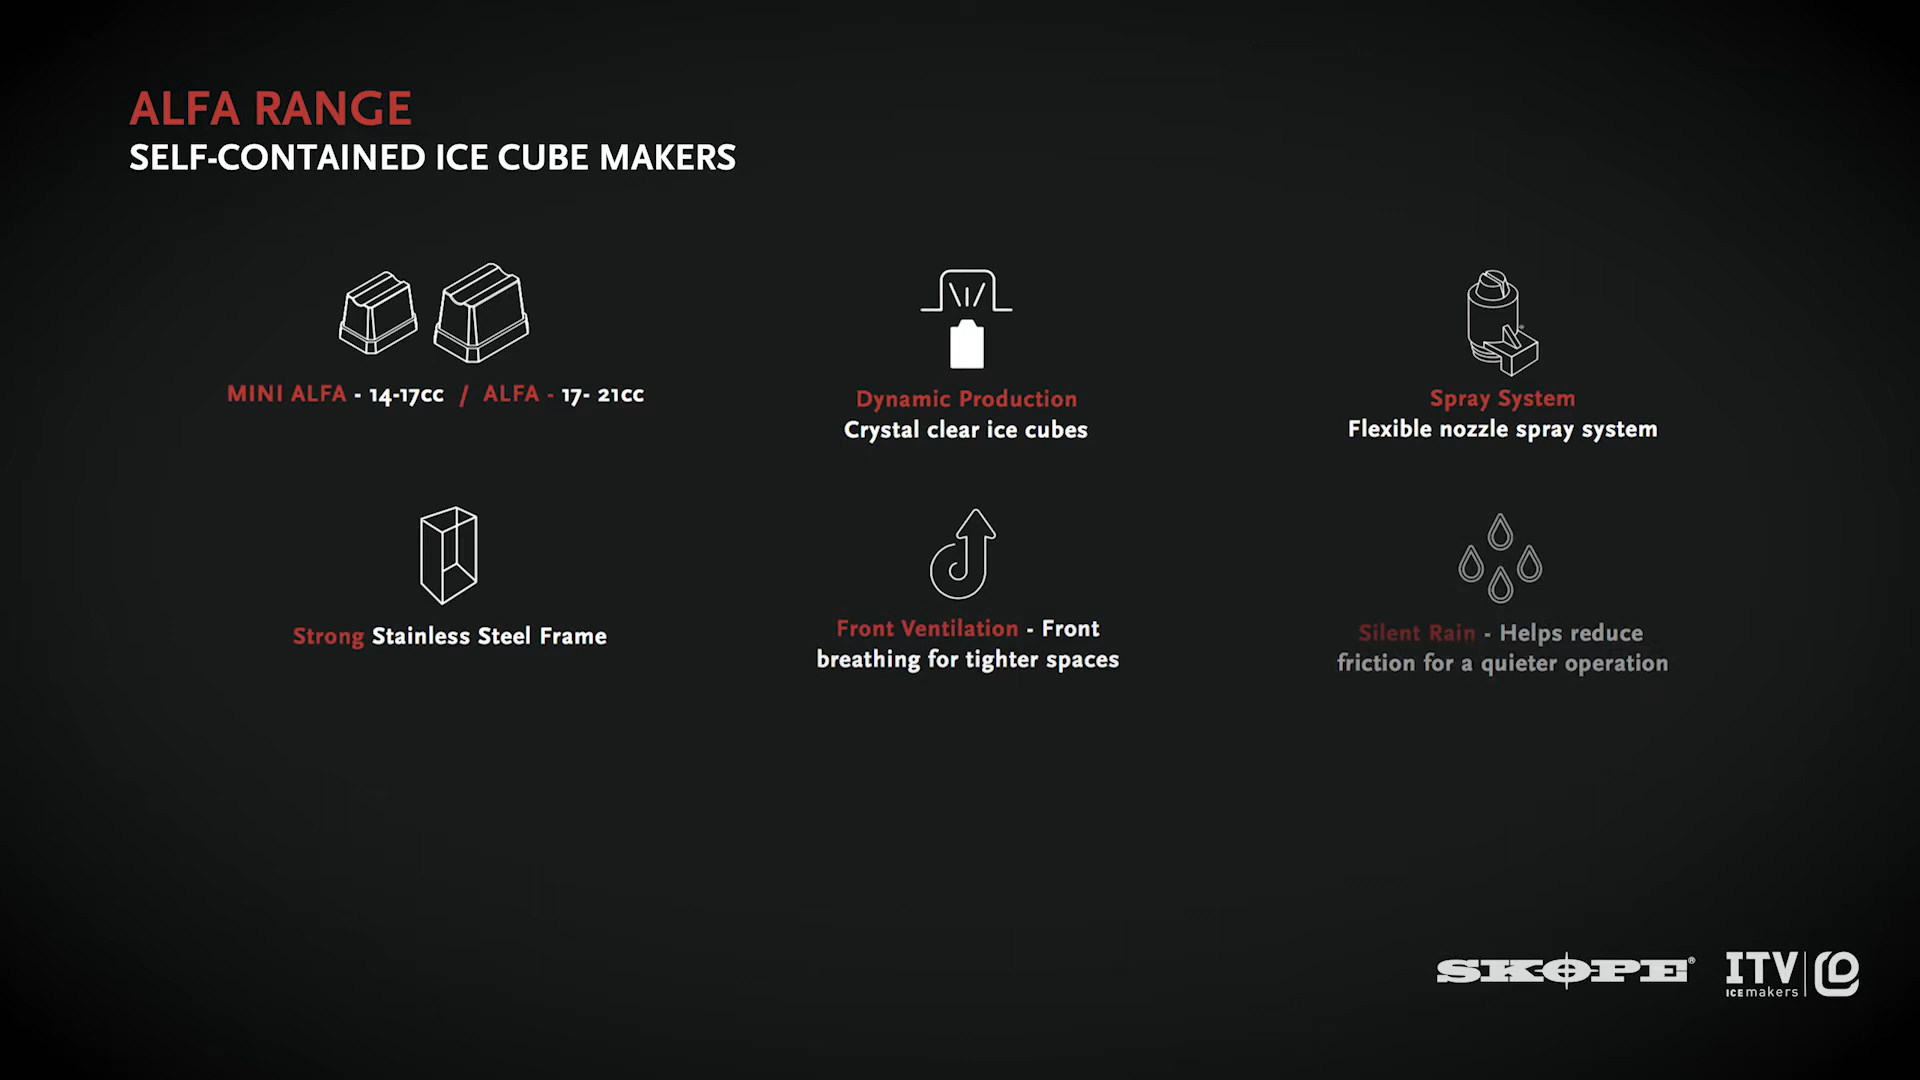 ALFA RANGE
SELF-CONTAINED ICE CUBE MAKERS
MINI ALFA - 14-17cc / ALFA - 17- 21cc
Dynamic Production
Crystal clear ice cubes
Spray System
Flexible nozzle spray system
Strong Stainless Steel Frame
Front Ventilation - Front
breathing for tighter spaces
Silent Rain - Helps reduce
friction for a quieter operation
SKOPE®
ITV
ICEmakers